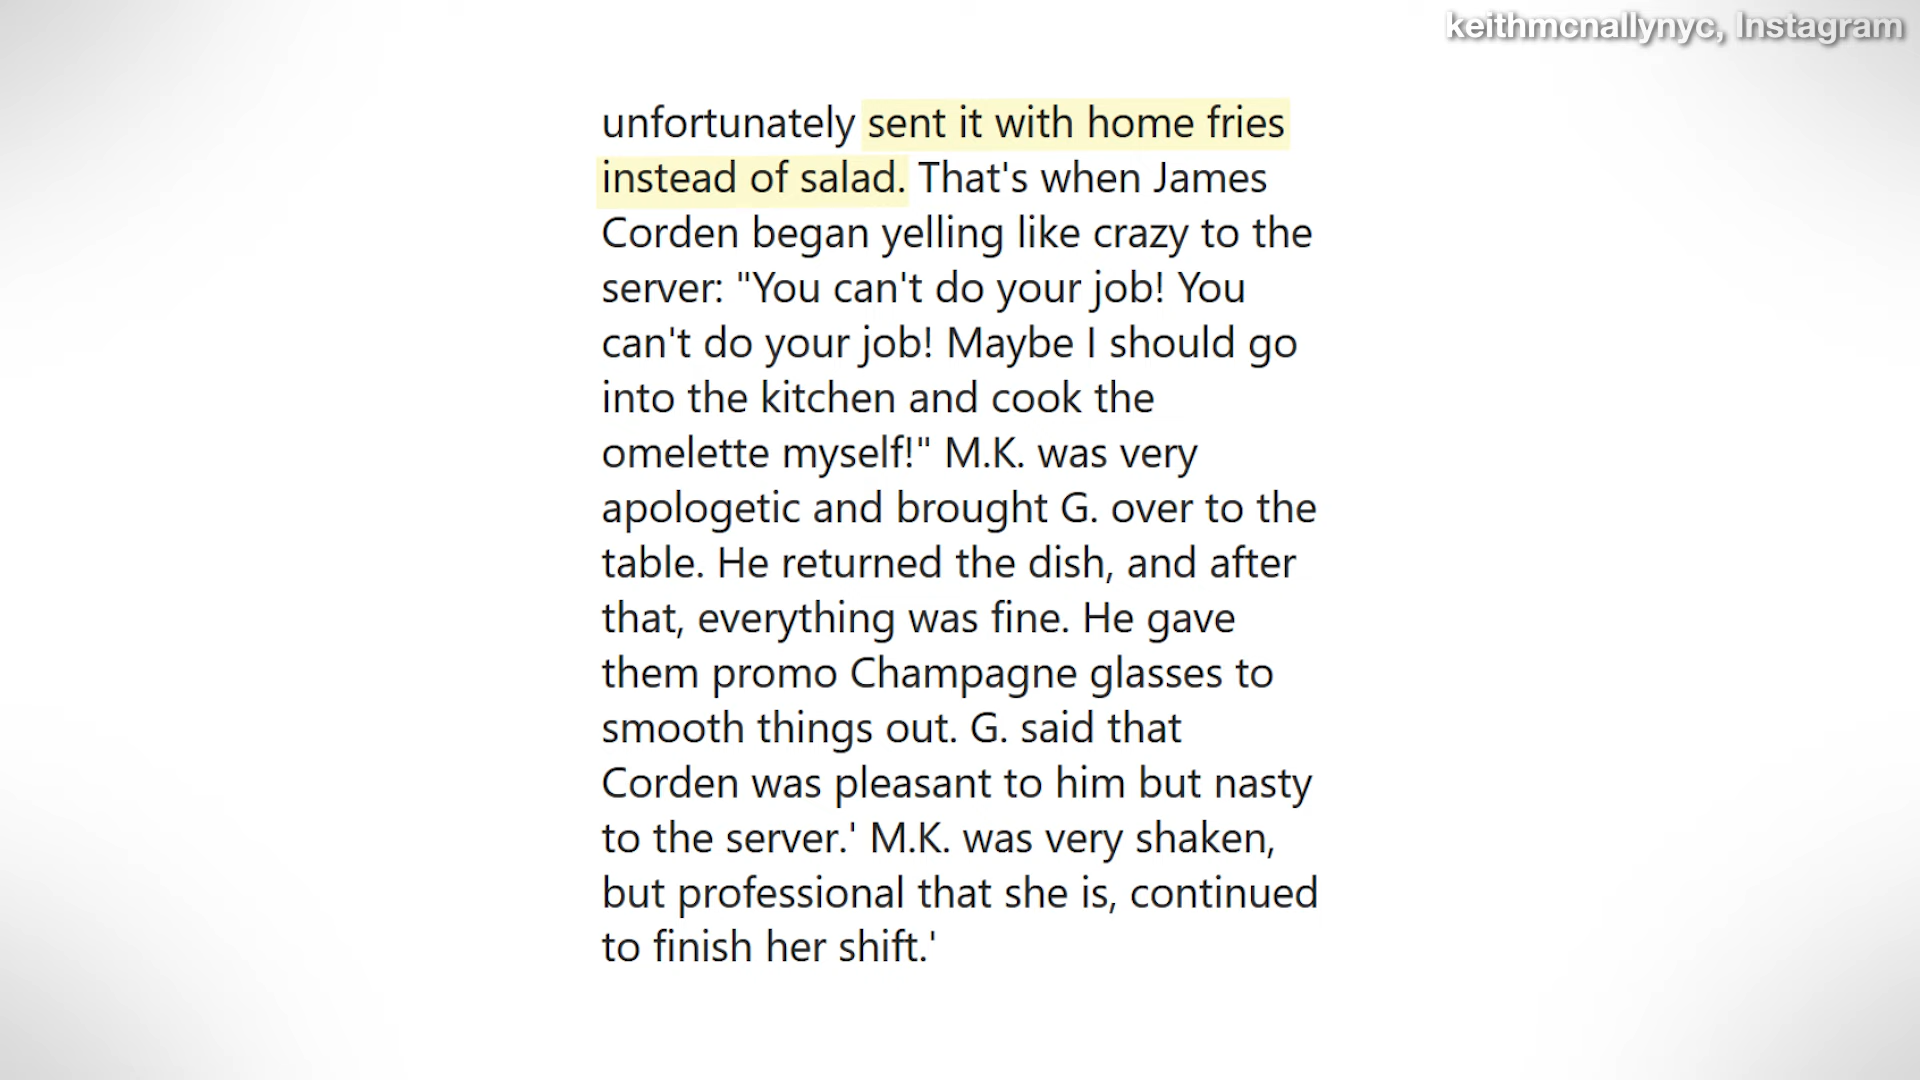 keithmcnallynyc, Instagram
unfortunately sent it with home fries
instead of salad. That's when James
Corden began yelling like crazy to the
server: "You can't do your job! You
can't do your job! Maybe I should go
into the kitchen and cook the
omelette myself!" M.K. was very
apologetic and brought G. over to the
table. He returned the dish, and after
that, everything was fine. He gave
them promo Champagne glasses to
smooth things out. G. said that
Corden was pleasant to him but nasty
to the server.' M.K. was very shaken,
but professional that she is, continued
to finish her shift.'